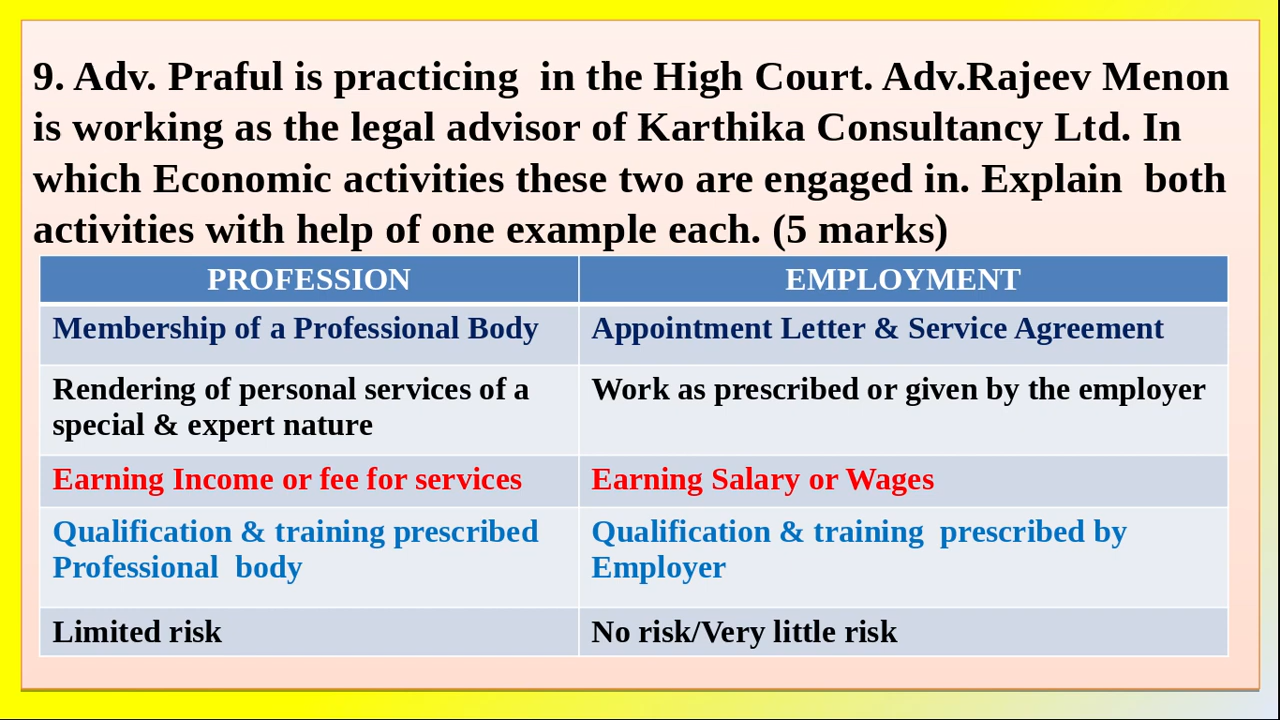 9. Adv. Praful is practicing  in the High Court. Adv.Rajeev Menon
is working as the legal advisor of Karthika Consultancy Ltd. In
which Economic activities these two are engaged in. Explain  both
activities with help of one example each. (5 marks)
PROFESSION
EMPLOYMENT
Membership of a Professional Body
Appointment Letter & Service Agreement
Rendering of personal services of a
special & expert nature
Work as prescribed or given by the employer
Earning Income or fee for services
Earning Salary or Wages
Qualification & training prescribed
Professional  body
Qualification & training  prescribed by
Employer
Limited risk
No risk/Very little risk